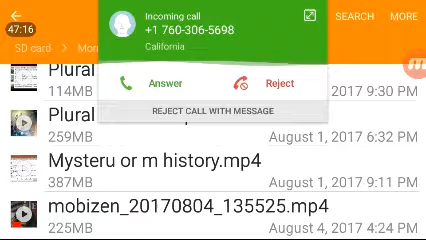 Incoming call
+1 760-306-5698
California
SEARCH
MORE
47:16
SD card
Answer
Reject
REJECT CALL WITH MESSAGE
Plural
114MB
2017 9:30 PM
259MB
August 1, 2017 6:32 PM
Mysteru or m history.mp4
387MB
August 1, 2017 9:11 PM
mobizen_20170804_135525.mp4
225MB
August 4, 2017 4:24 PM